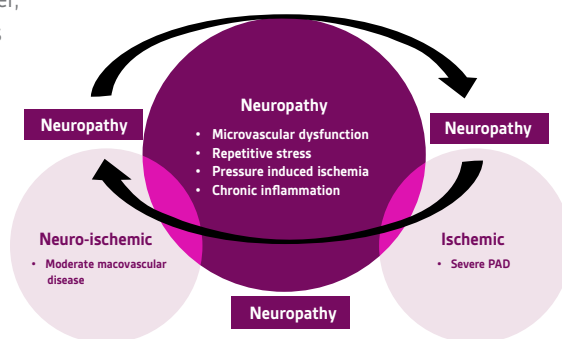 er,
s
Neuropathy
Neuropathy
Neuropathy
• Microvascular dysfunction
• Repetitive stress
• Pressure induced ischemia
• Chronic inflammation
Neuro-ischemic
• Moderate macovascular
disease
Ischemic
• Severe PAD
Neuropathy